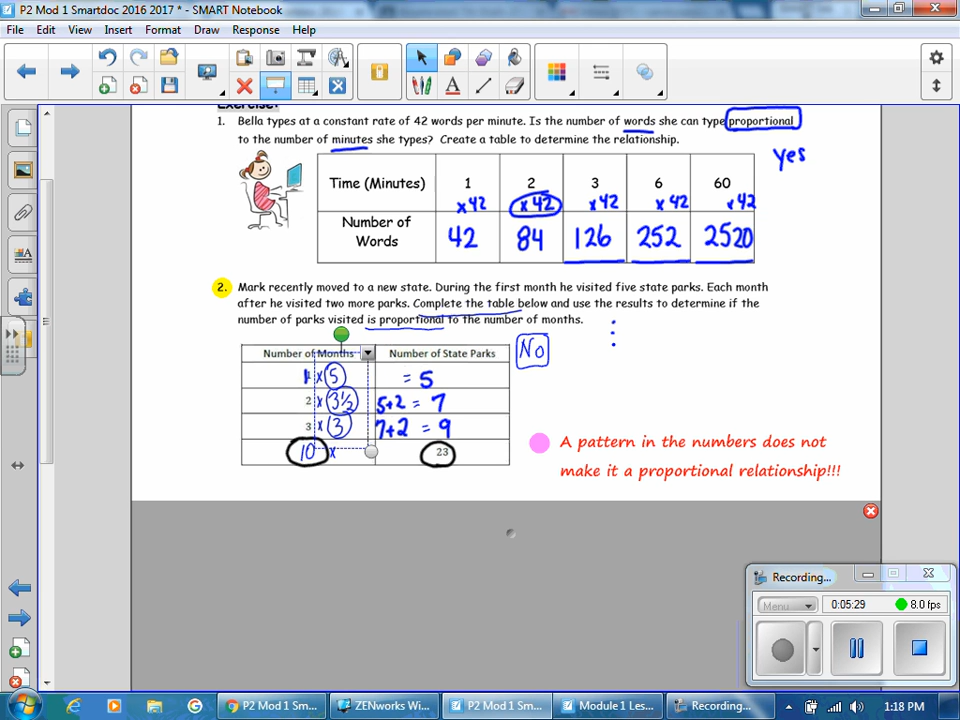 P2 Mod 1 Smartdoc 2016 2017 * - SMART Notebook
File Edit View Insert Format Draw Response Help
Exercise:
1. Bella types at a constant rate of 42 words per minute. Is the number of words she can type proportional
to the number of minutes she types? Create a table to determine the relationship.
yes
Time (Minutes) 1 2 3 6 60
x 42 x 42 x 42 x 42 x 42
Number of
Words 42 84 126 252 2520
2. Mark recently moved to a new state. During the first month he visited five state parks. Each month
after he visited two more parks. Complete the table below and use the results to determine if the
number of parks visited is proportional to the number of months.
Number of Months Number of State Parks No
1 x 5 = 5
2 x 3½ 5+2 = 7
3 x 3 7+2 = 9
10 x 23
A pattern in the numbers does not
make it a proportional relationship!!!
Recording...
Menu 0:05:29 8.0 fps
P2 Mod 1 Sm... ZENworks Wi... P2 Mod 1 Sm... Module 1 Les... Recording... 1:18 PM